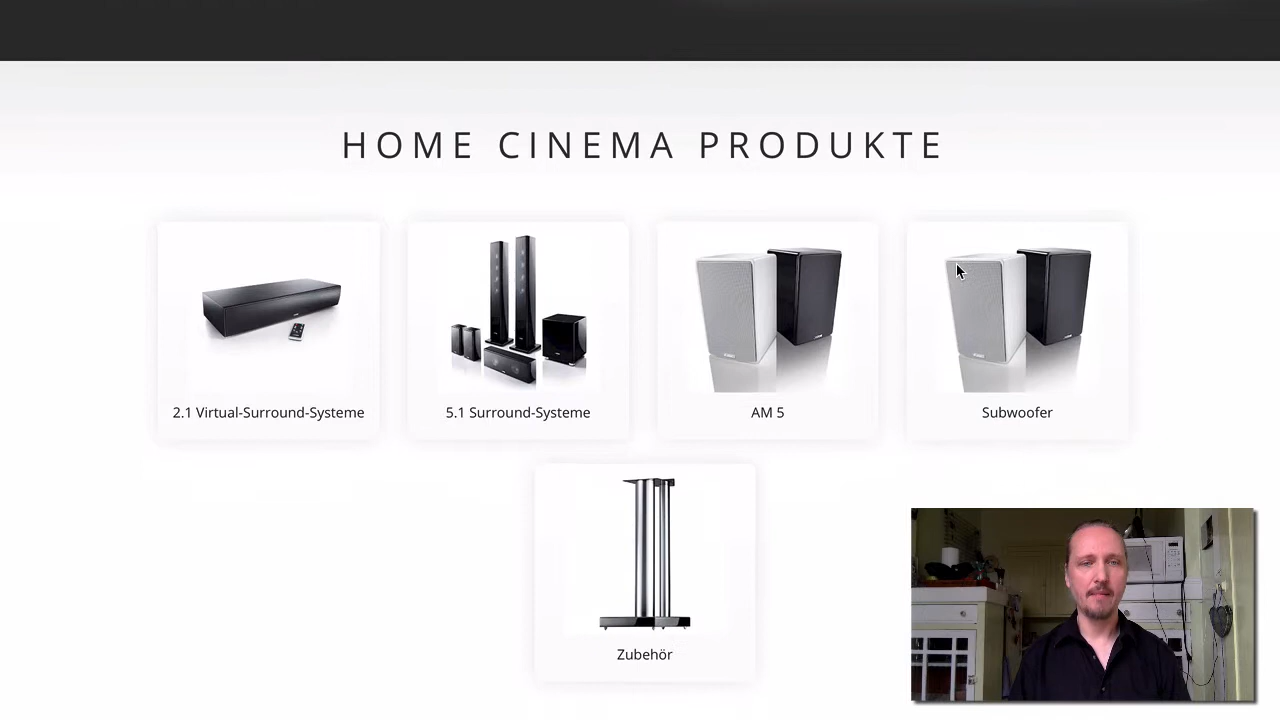 HOME CINEMA PRODUKTE
2.1 Virtual-Surround-Systeme
5.1 Surround-Systeme
AM 5
Subwoofer
Zubehör